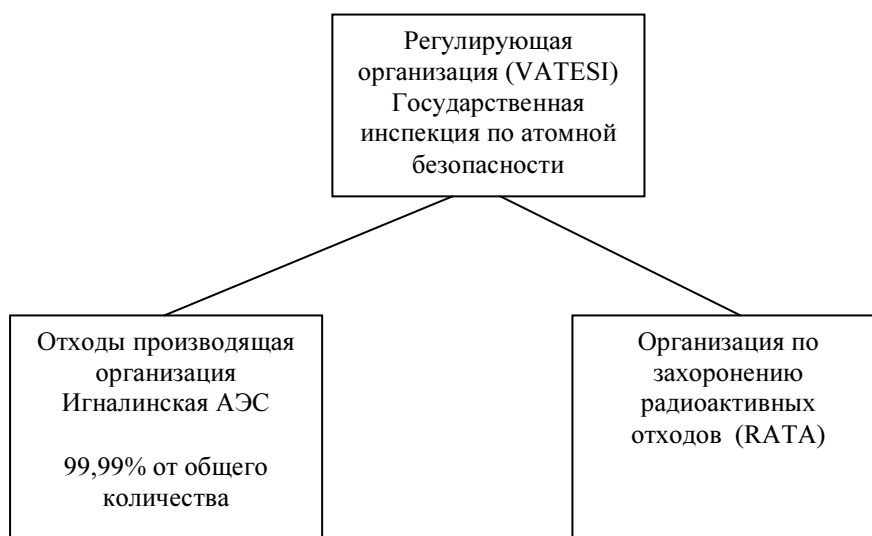 Регулирующая
организация (VATESI)
Государственная
инспекция по атомной
безопасности
Отходы производящая
организация
Игналинская АЭС
99,99% от общего
количества
Организация по
захоронению
радиоактивных
отходов (RATA)